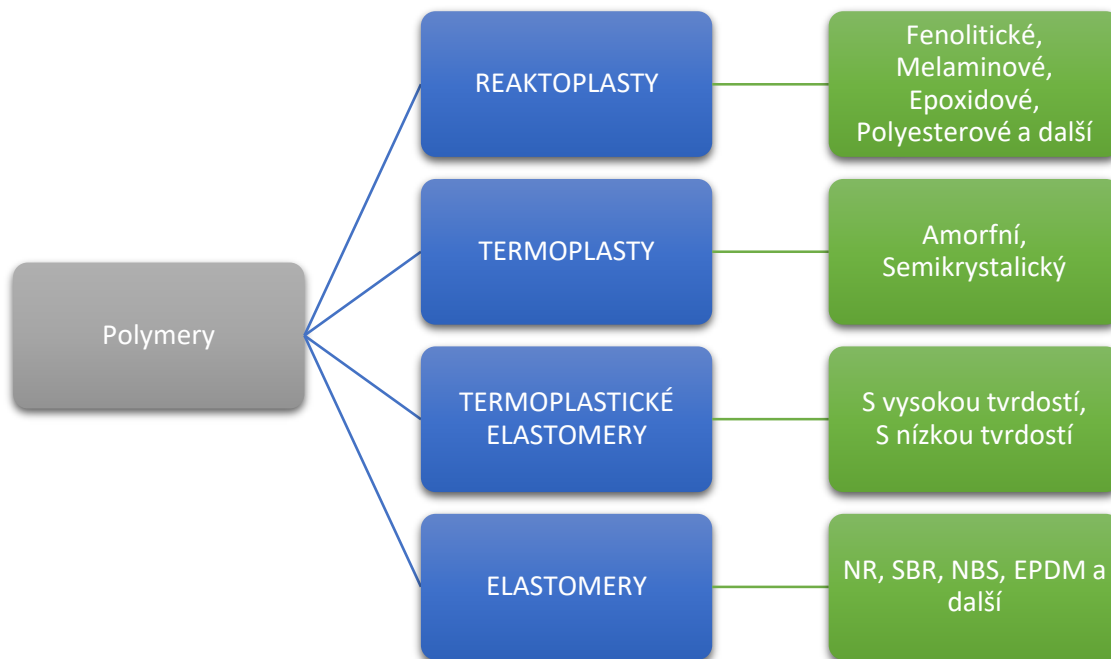 Polymery
REAKTOPLASTY
Fenolitické,
Melaminové,
Epoxidové,
Polyesterové a další
TERMOPLASTY
Amorfní,
Semikrystalický
TERMOPLASTICKÉ
ELASTOMERY
S vysokou tvrdostí,
S nízkou tvrdostí
ELASTOMERY
NR, SBR, NBS, EPDM a
další